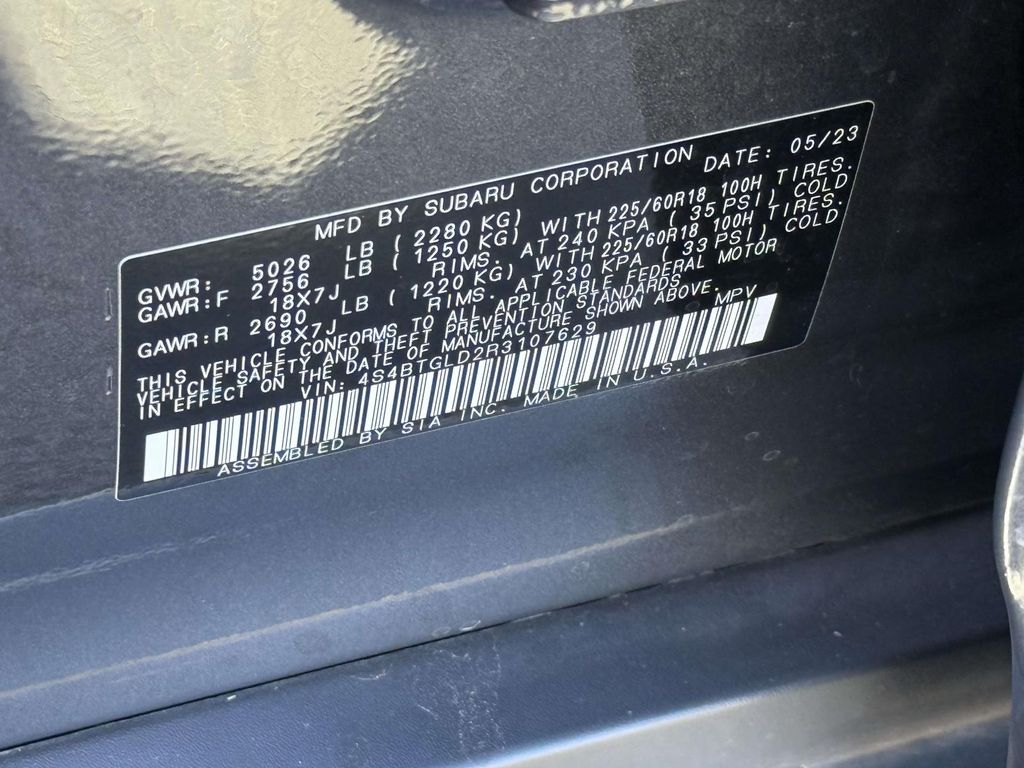 MFD BY SUBARU CORPORATION DATE: 05/23
GVWR: 5026 LB ( 2280 KG)
GAWR:F 2756 LB ( 1250 KG) WITH 225/60R18 100H TIRES.
18X7J RIMS. AT 240 KPA ( 35 PSI) COLD
GAWR:R 2690 LB ( 1220 KG) WITH 225/60R18 100H TIRES.
18X7J RIMS. AT 230 KPA ( 33 PSI) COLD
THIS VEHICLE CONFORMS TO ALL APPLICABLE FEDERAL MOTOR
VEHICLE SAFETY AND THEFT PREVENTION STANDARDS
IN EFFECT ON THE DATE OF MANUFACTURE SHOWN ABOVE.
VIN: 4S4BTGLD2R3107629 MPV
ASSEMBLED BY SIA INC. MADE IN U.S.A.